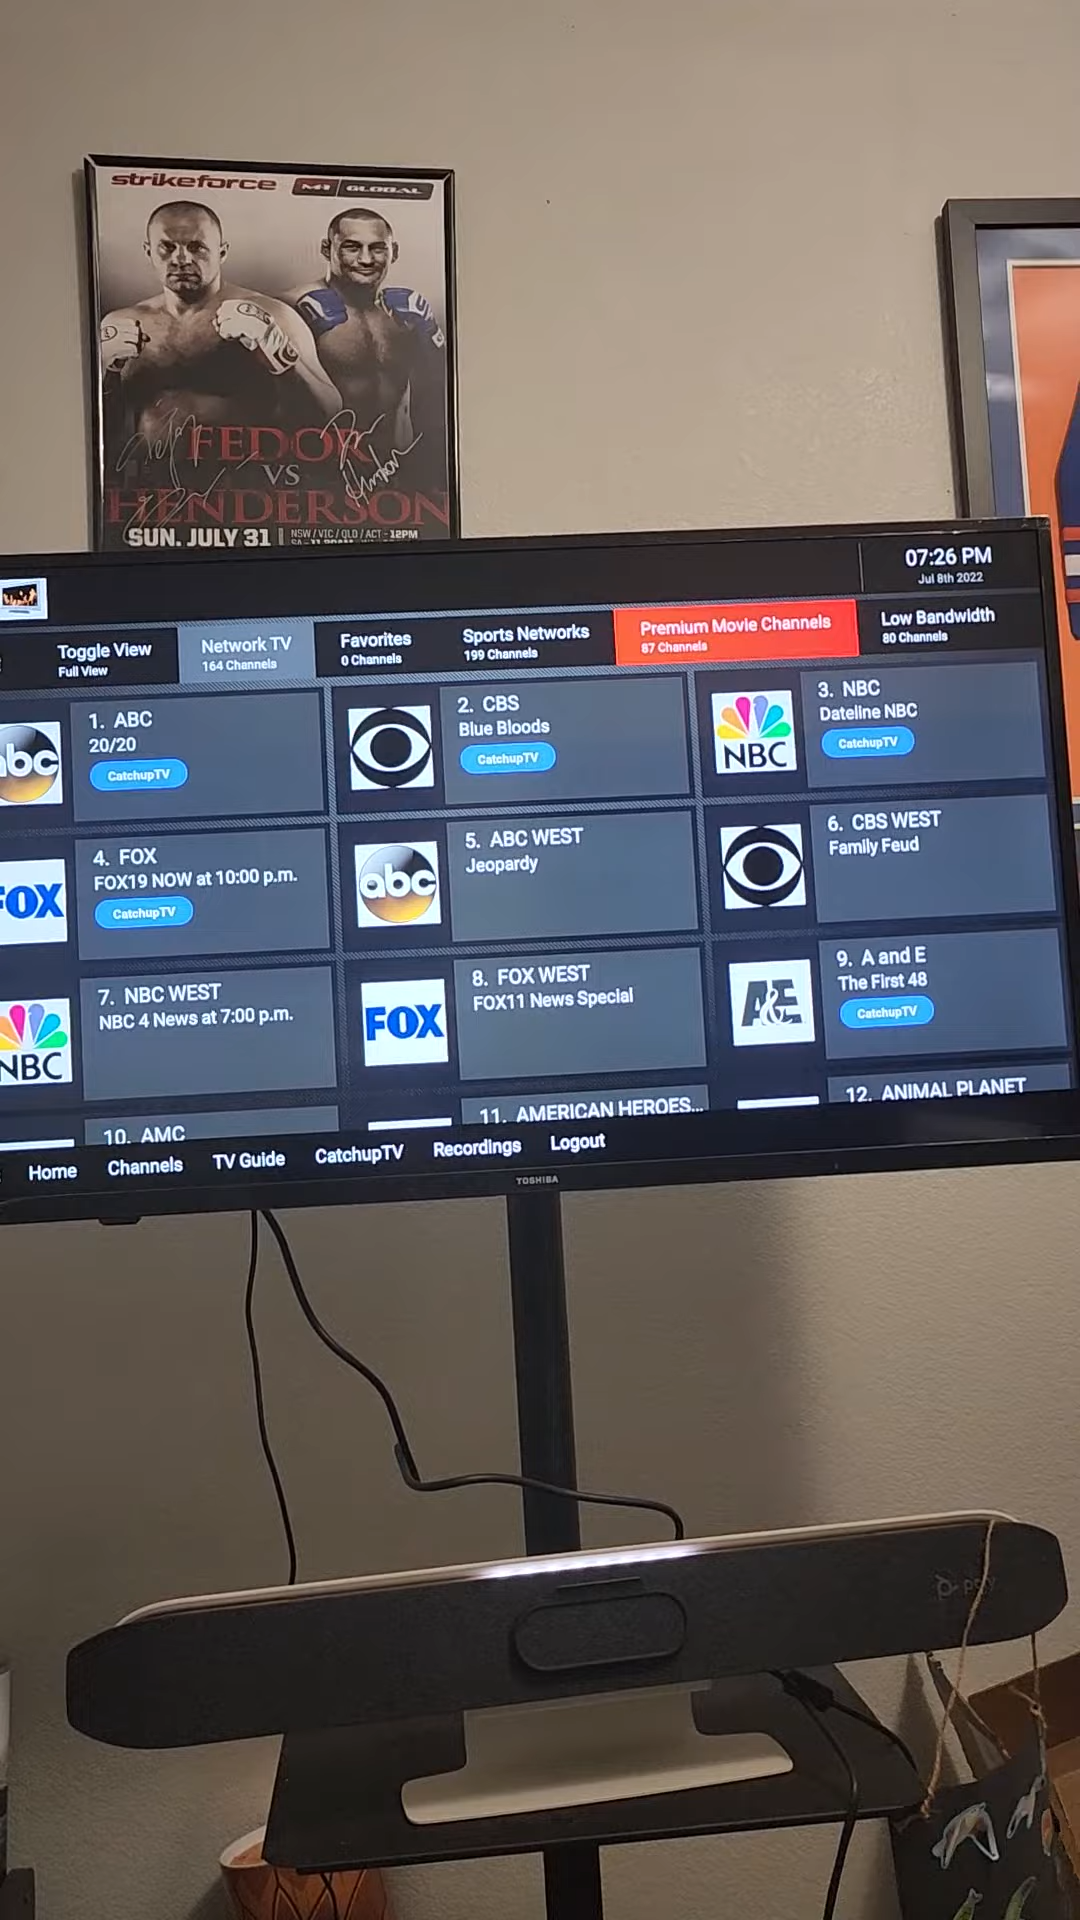 strikeforce M-1 GLOBAL
FEDOR
VS
HENDERSON
SUN. JULY 31 NSW / VIC / QLD / ACT - 12PM
07:26 PM
Jul 8th 2022
Toggle View
Full View
Network TV
164 Channels
Favorites
0 Channels
Sports Networks
199 Channels
Premium Movie Channels
87 Channels
Low Bandwidth
80 Channels
abc
1. ABC
20/20
CatchupTV
2. CBS
Blue Bloods
CatchupTV
NBC
3. NBC
Dateline NBC
CatchupTV
FOX
4. FOX
FOX19 NOW at 10:00 p.m.
CatchupTV
abc
5. ABC WEST
Jeopardy
6. CBS WEST
Family Feud
NBC
7. NBC WEST
NBC 4 News at 7:00 p.m.
FOX
8. FOX WEST
FOX11 News Special
A&E
9. A and E
The First 48
CatchupTV
10. AMC
11. AMERICAN HEROES...
12. ANIMAL PLANET
Home Channels TV Guide CatchupTV Recordings Logout
TOSHIBA
poly